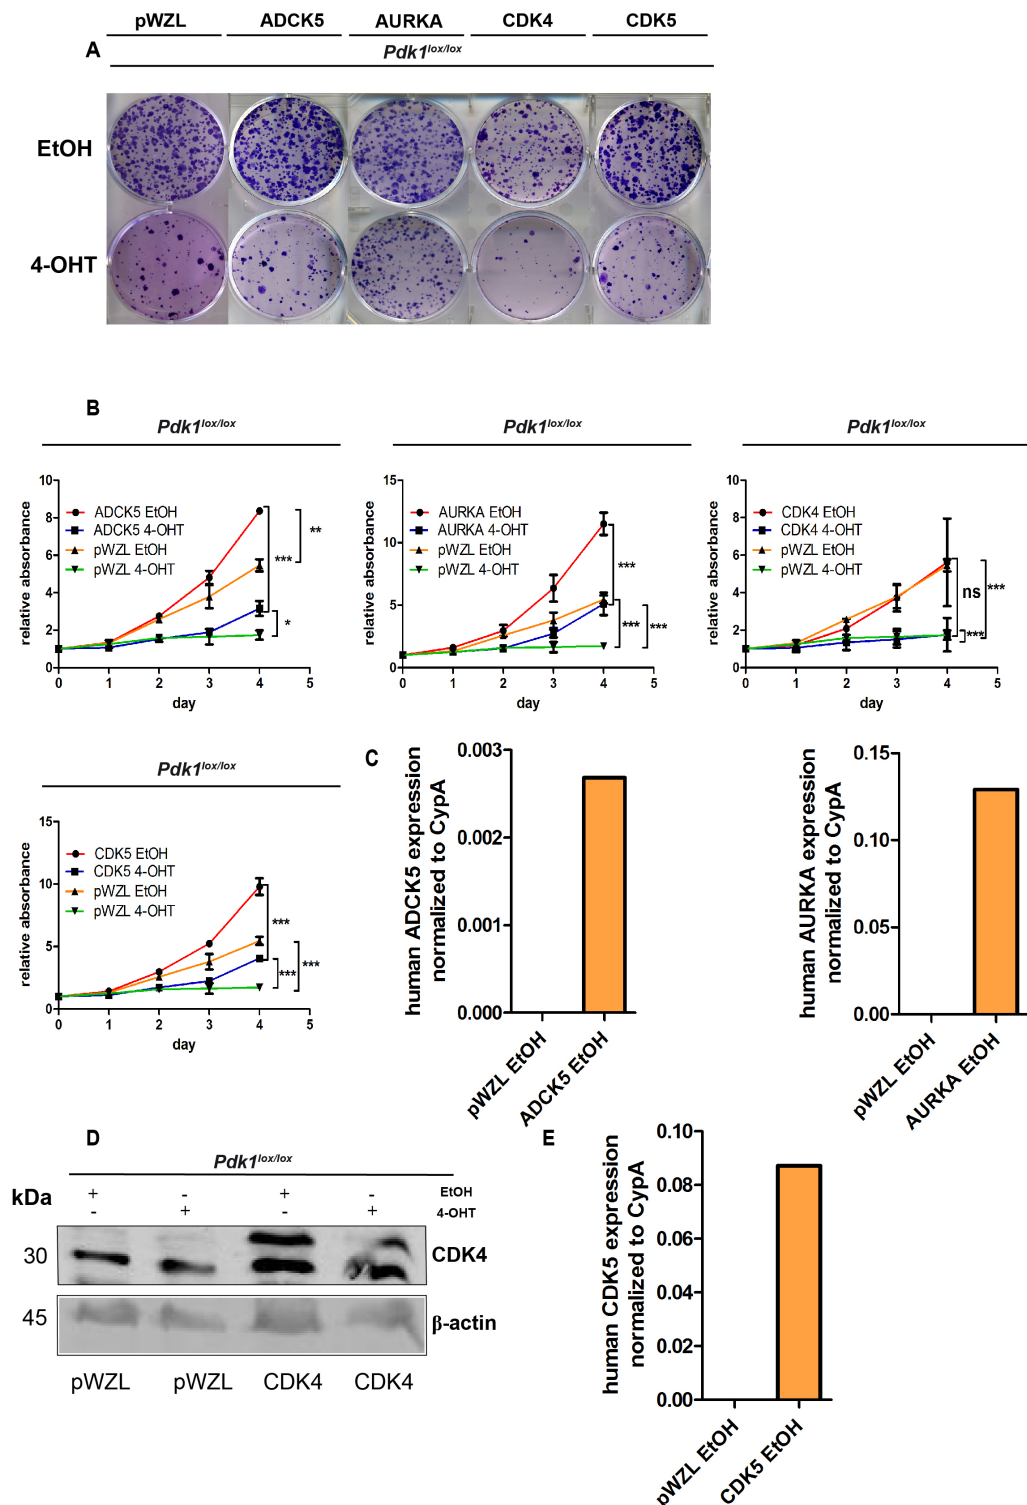 pWZL ADCK5 AURKA CDK4 CDK5
A
Pdk1lox/lox
EtOH
4-OHT
B
Pdk1lox/lox
relative absorbance
10
8
6
4
2
0
ADCK5 EtOH
ADCK5 4-OHT
pWZL EtOH
pWZL 4-OHT
**
***
*
0 1 2 3 4 5
day
Pdk1lox/lox
relative absorbance
15
10
5
0
AURKA EtOH
AURKA 4-OHT
pWZL EtOH
pWZL 4-OHT
***
*** ***
0 1 2 3 4 5
day
Pdk1lox/lox
relative absorbance
10
8
6
4
2
0
CDK4 EtOH
CDK4 4-OHT
pWZL EtOH
pWZL 4-OHT
ns ***
***
0 1 2 3 4 5
day
Pdk1lox/lox
relative absorbance
15
10
5
0
CDK5 EtOH
CDK5 4-OHT
pWZL EtOH
pWZL 4-OHT
***
*** ***
0 1 2 3 4 5
day
C
human ADCK5 expression
normalized to CypA
0.003
0.002
0.001
0.000
pWZL EtOH
ADCK5 EtOH
human AURKA expression
normalized to CypA
0.15
0.10
0.05
0.00
pWZL EtOH
AURKA EtOH
D
Pdk1lox/lox
kDa + - + - EtOH
- + - + 4-OHT
30 CDK4
45 β-actin
pWZL pWZL CDK4 CDK4
E
human CDK5 expression
normalized to CypA
0.10
0.08
0.06
0.04
0.02
0.00
pWZL EtOH
CDK5 EtOH